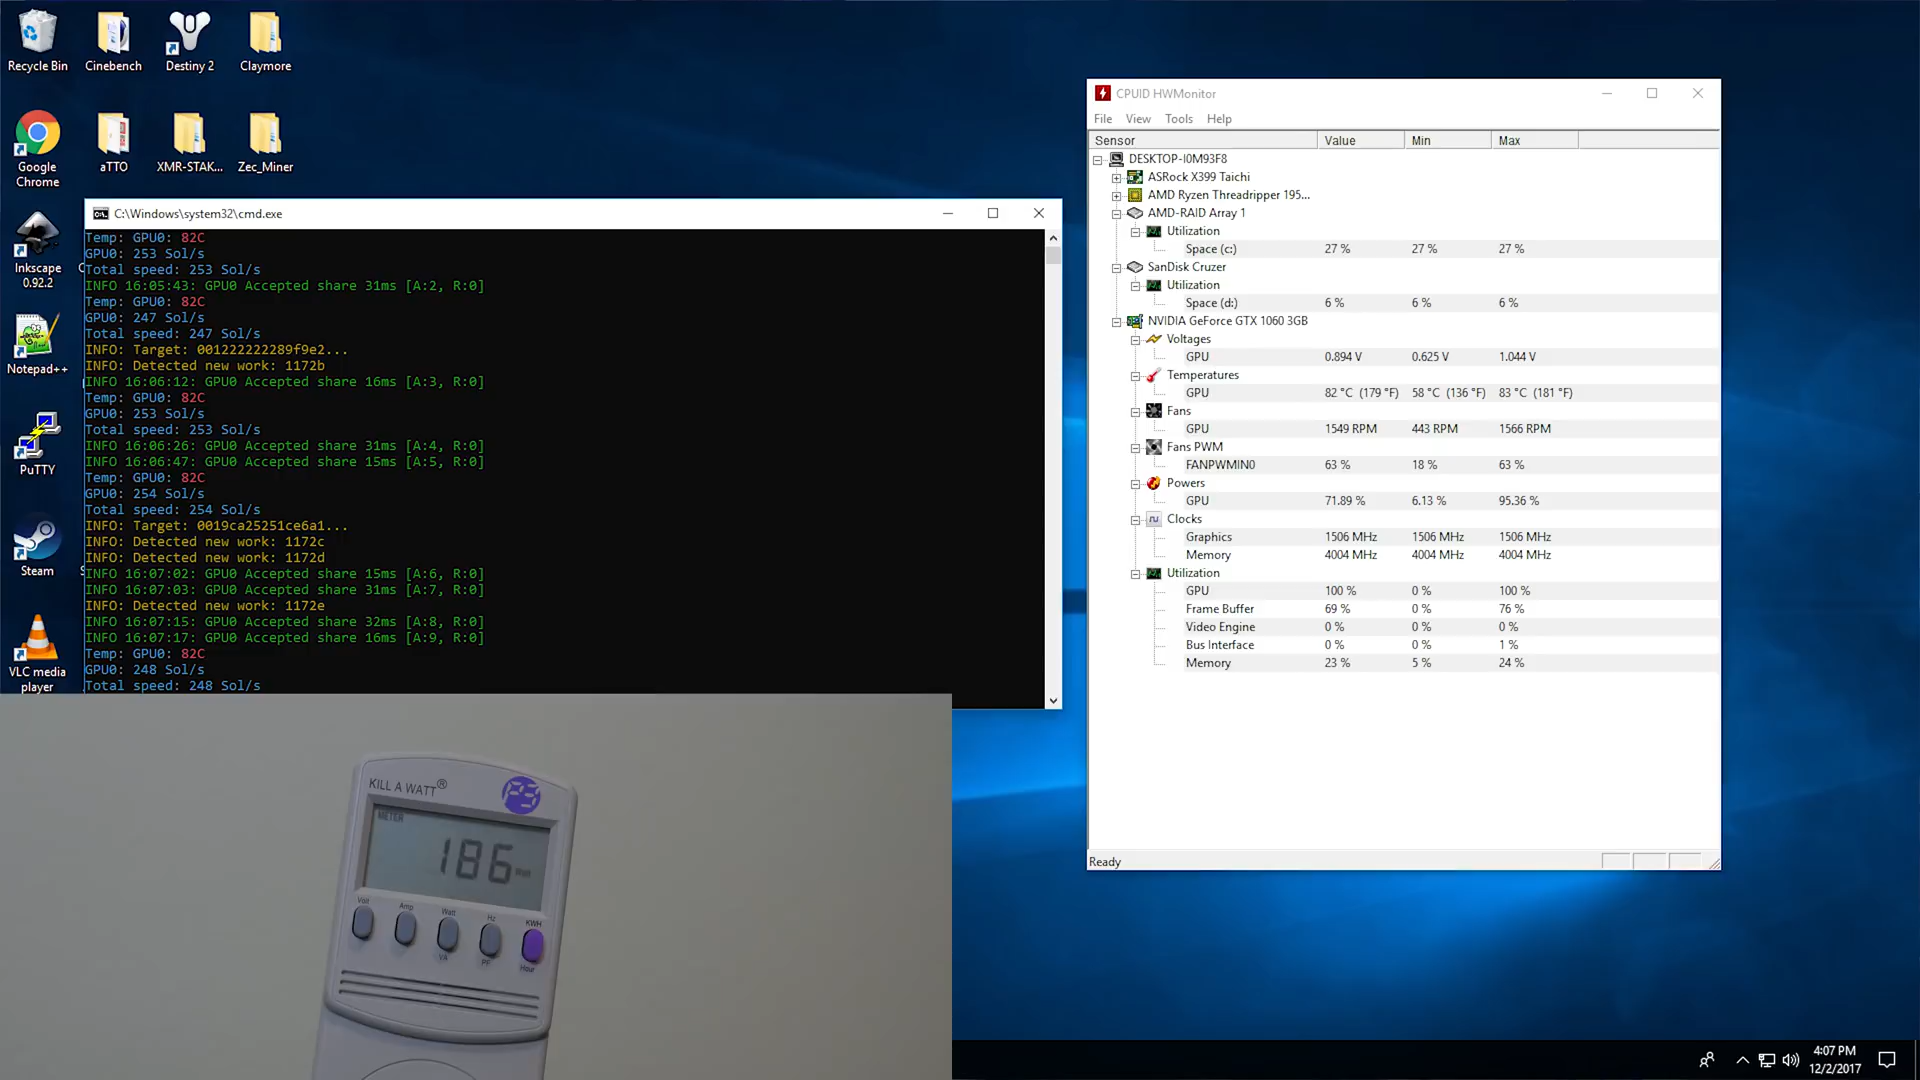 Recycle Bin
Cinebench
Destiny 2
Claymore
Google
Chrome
aTTO
XMR-STAK...
Zec_Miner
Inkscape
0.92.2
Notepad++
PuTTY
Steam
VLC media
player
C:\Windows\system32\cmd.exe
Temp: GPU0: 82C
GPU0: 253 Sol/s
Total speed: 253 Sol/s
INFO 16:05:43: GPU0 Accepted share 31ms [A:2, R:0]
Temp: GPU0: 82C
GPU0: 247 Sol/s
Total speed: 247 Sol/s
INFO: Target: 001222222289f9e2...
INFO: Detected new work: 1172b
INFO 16:06:12: GPU0 Accepted share 16ms [A:3, R:0]
Temp: GPU0: 82C
GPU0: 253 Sol/s
Total speed: 253 Sol/s
INFO 16:06:26: GPU0 Accepted share 31ms [A:4, R:0]
INFO 16:06:47: GPU0 Accepted share 15ms [A:5, R:0]
Temp: GPU0: 82C
GPU0: 254 Sol/s
Total speed: 254 Sol/s
INFO: Target: 0019ca25251ce6a1...
INFO: Detected new work: 1172c
INFO: Detected new work: 1172d
INFO 16:07:02: GPU0 Accepted share 15ms [A:6, R:0]
INFO 16:07:03: GPU0 Accepted share 31ms [A:7, R:0]
INFO: Detected new work: 1172e
INFO 16:07:15: GPU0 Accepted share 32ms [A:8, R:0]
INFO 16:07:17: GPU0 Accepted share 16ms [A:9, R:0]
Temp: GPU0: 82C
GPU0: 248 Sol/s
Total speed: 248 Sol/s
CPUID HWMonitor
File View Tools Help
Sensor Value Min Max
DESKTOP-I0M93F8
ASRock X399 Taichi
AMD Ryzen Threadripper 195...
AMD-RAID Array 1
Utilization
Space (c:) 27 % 27 % 27 %
SanDisk Cruzer
Utilization
Space (d:) 6 % 6 % 6 %
NVIDIA GeForce GTX 1060 3GB
Voltages
GPU 0.894 V 0.625 V 1.044 V
Temperatures
GPU 82 °C (179 °F) 58 °C (136 °F) 83 °C (181 °F)
Fans
GPU 1549 RPM 443 RPM 1566 RPM
Fans PWM
FANPWMIN0 63 % 18 % 63 %
Powers
GPU 71.89 % 6.13 % 95.36 %
Clocks
Graphics 1506 MHz 1506 MHz 1506 MHz
Memory 4004 MHz 4004 MHz 4004 MHz
Utilization
GPU 100 % 0 % 100 %
Frame Buffer 69 % 0 % 76 %
Video Engine 0 % 0 % 0 %
Bus Interface 0 % 0 % 1 %
Memory 23 % 5 % 24 %
Ready
KILL A WATT®
P3
METER
186
Volt Amp Watt Hz KWH
VA PF Hour
4:07 PM
12/2/2017